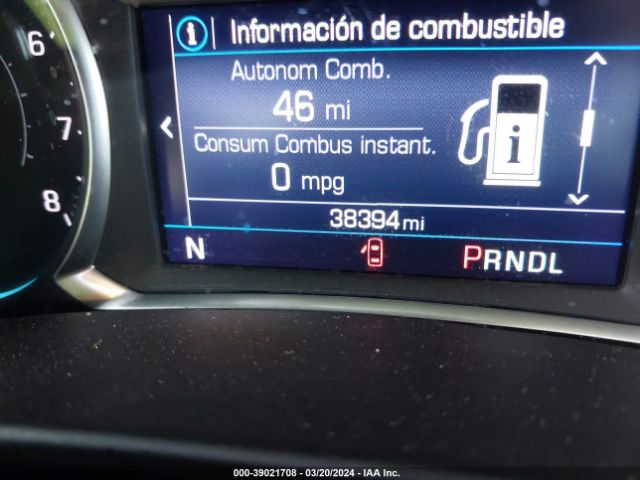 Información de combustible
Autonom Comb.
46 mi
Consum Combus instant.
0 mpg
38394 mi
N
PRNDL
6
7
8
i
i
000-39021708 - 03/20/2024 - IAA Inc.